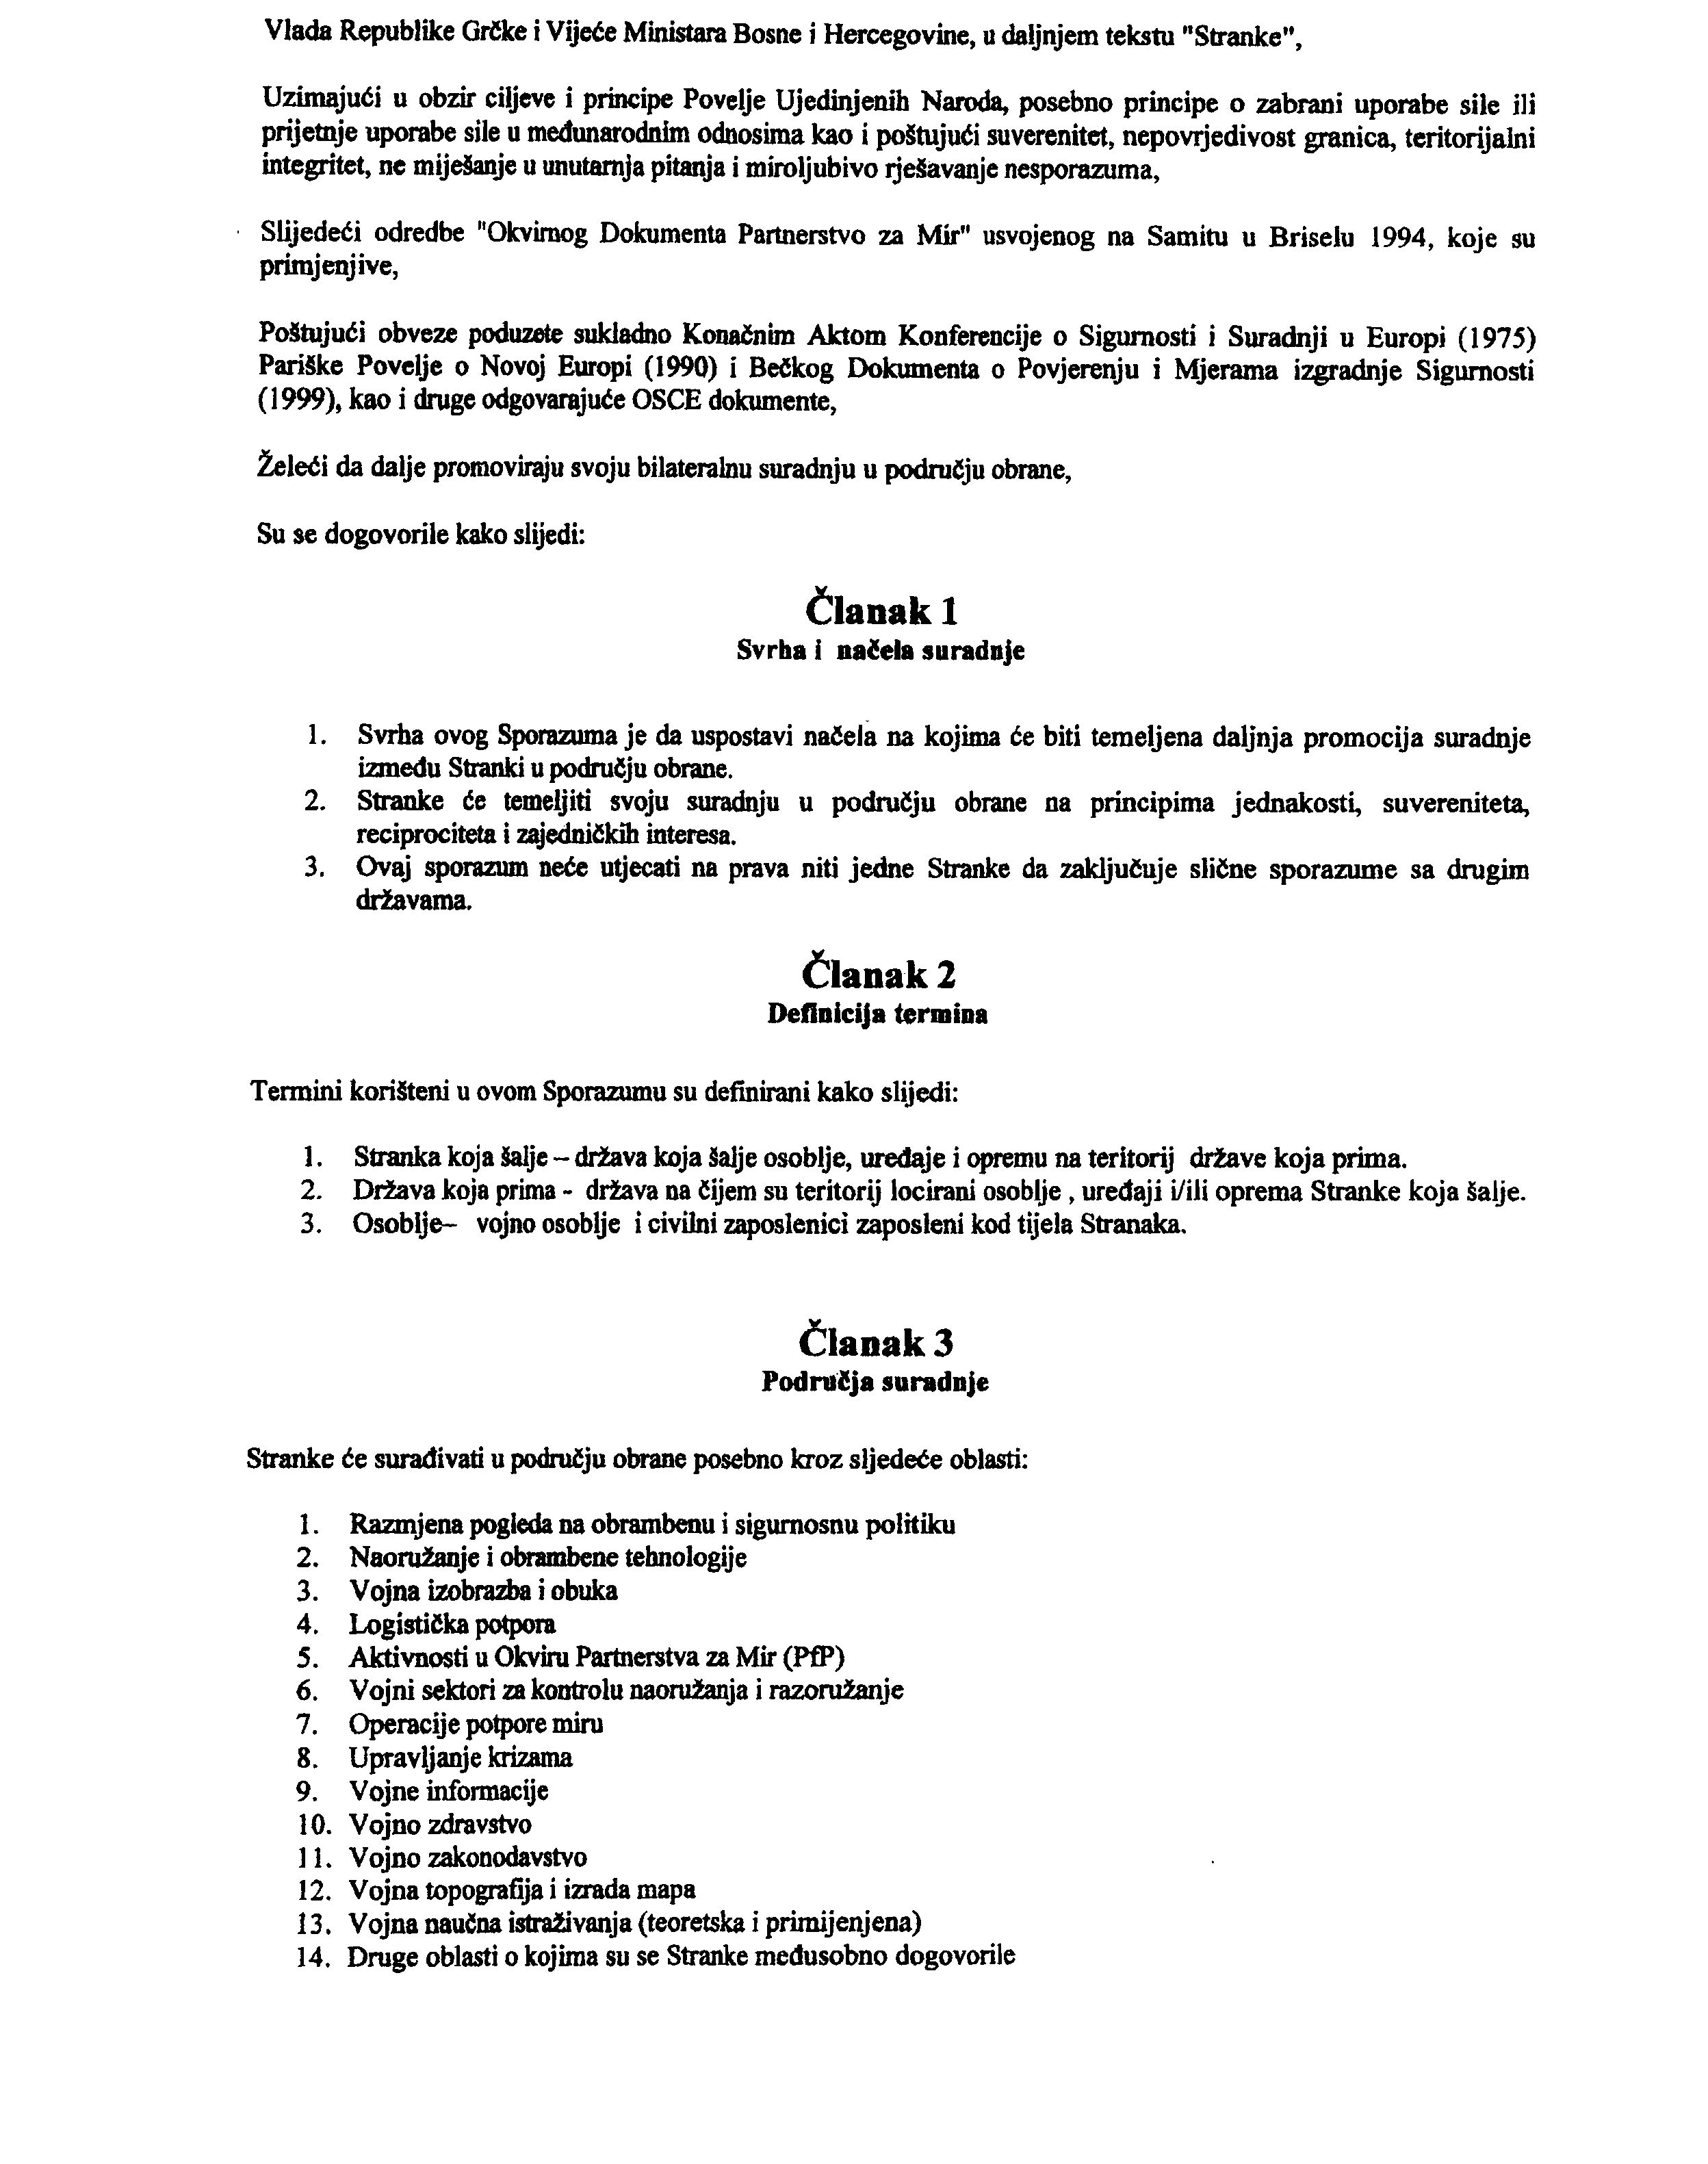 Vlada Republike Grčke i Vijeće Ministara Bosne i Hercegovine, u daljnjem tekstu "Stranke",
Uzimajući u obzir ciljeve i principe Povelje Ujedinjenih Naroda, posebno principe o zabrani uporabe sile ili
prijetnje uporabe sile u međunarodnim odnosima kao i poštujući suverenitet, nepovrjedivost granica, teritorijalni
integritet, ne miješanje u unutarnja pitanja i miroljubivo rješavanje nesporazuma,
Slijedeći odredbe "Okvirnog Dokumenta Partnerstvo za Mir" usvojenog na Samitu u Briselu 1994, koje su
primjenjive,
Poštujući obveze poduzete sukladno Konačnim Aktom Konferencije o Sigurnosti i Suradnji u Europi (1975)
Pariške Povelje o Novoj Europi (1990) i Bečkog Dokumenta o Povjerenju i Mjerama izgradnje Sigurnosti
(1999), kao i druge odgovarajuće OSCE dokumente,
Želeći da dalje promoviraju svoju bilateralnu suradnju u području obrane,
Su se dogovorile kako slijedi:
Članak 1
Svrha i načela suradnje
1. Svrha ovog Sporazuma je da uspostavi načela na kojima će biti temeljena daljnja promocija suradnje
između Stranki u području obrane.
2. Stranke će temeljiti svoju suradnju u području obrane na principima jednakosti, suvereniteta,
reciprociteta i zajedničkih interesa.
3. Ovaj sporazum neće utjecati na prava niti jedne Stranke da zaključuje slične sporazume sa drugim
državama.
Članak 2
Definicija termina
Termini korišteni u ovom Sporazumu su definirani kako slijedi:
1. Stranka koja šalje – država koja šalje osoblje, uređaje i opremu na teritorij države koja prima.
2. Država koja prima - država na čijem su teritorij locirani osoblje , uređaji i/ili oprema Stranke koja šalje.
3. Osoblje– vojno osoblje i civilni zaposlenici zaposleni kod tijela Stranaka.
Članak 3
Područja suradnje
Stranke će surađivati u području obrane posebno kroz sljedeće oblasti:
1. Razmjena pogleda na obrambenu i sigurnosnu politiku
2. Naoružanje i obrambene tehnologije
3. Vojna izobrazba i obuka
4. Logistička potpora
5. Aktivnosti u Okviru Partnerstva za Mir (PfP)
6. Vojni sektori za kontrolu naoružanja i razoružanje
7. Operacije potpore miru
8. Upravljanje krizama
9. Vojne informacije
10. Vojno zdravstvo
11. Vojno zakonodavstvo
12. Vojna topografija i izrada mapa
13. Vojna naučna istraživanja (teoretska i primijenjena)
14. Druge oblasti o kojima su se Stranke međusobno dogovorile